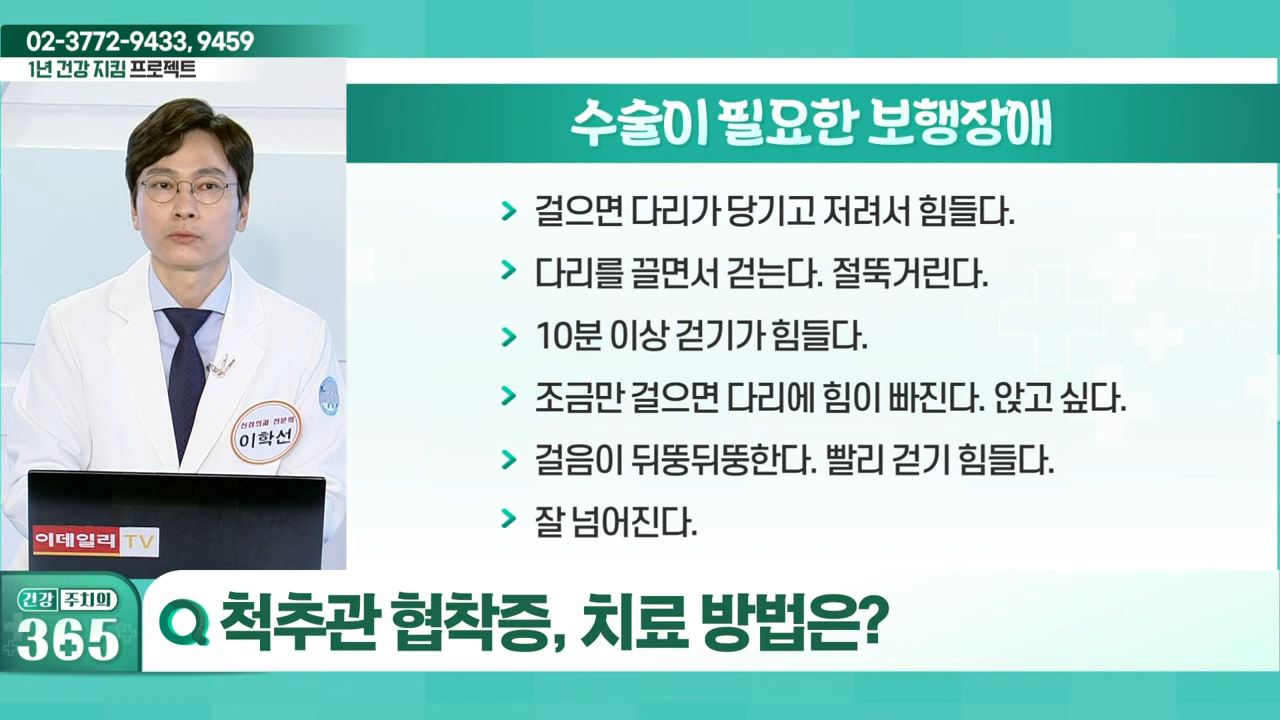 02-3772-9433, 9459
1년 건강 지킴 프로젝트
수술이 필요한 보행장애
걸으면 다리가 당기고 저려서 힘들다.
다리를 끌면서 걷는다. 절뚝거린다.
10분 이상 걷기가 힘들다.
조금만 걸으면 다리에 힘이 빠진다. 앉고 싶다.
걸음이 뒤뚱뒤뚱한다. 빨리 걷기 힘들다.
잘 넘어진다.
신경외과 전문의
이학선
이데일리 TV
건강 주치의
365
Q 척추관 협착증, 치료 방법은?